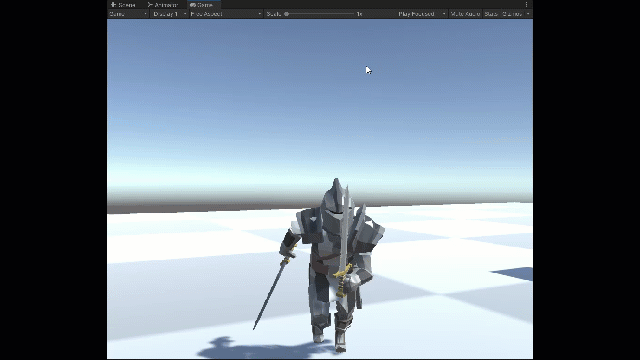 Scene Animator Game
Game Display 1 Free Aspect Scale 1x Play Focused Mute Audio Stats Gizmos